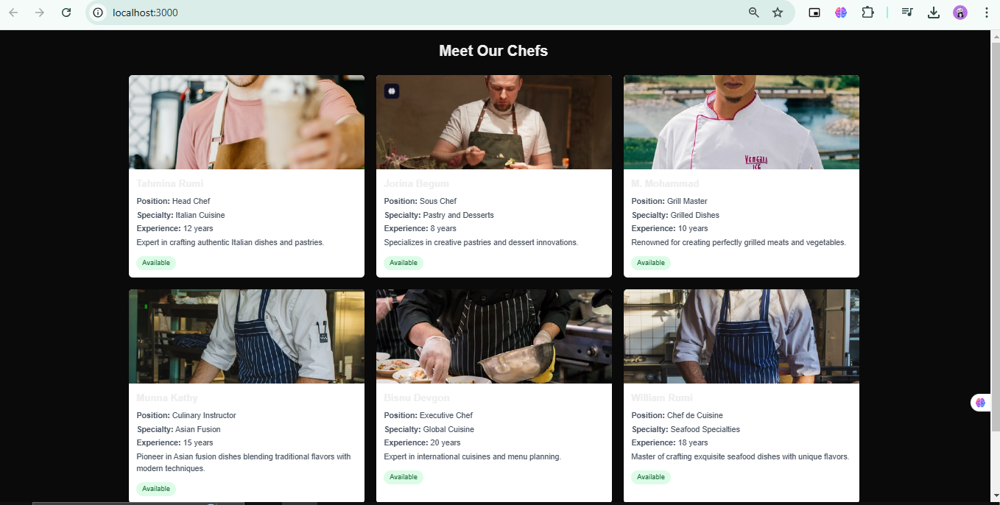 localhost:3000
Meet Our Chefs
VENEZIA
ICE
Tahmina Rumi
Position: Head Chef
Specialty: Italian Cuisine
Experience: 12 years
Expert in crafting authentic Italian dishes and pastries.
Available
Jorina Begum
Position: Sous Chef
Specialty: Pastry and Desserts
Experience: 8 years
Specializes in creative pastries and dessert innovations.
Available
M. Mohammad
Position: Grill Master
Specialty: Grilled Dishes
Experience: 10 years
Renowned for creating perfectly grilled meats and vegetables.
Available
Munna Kathy
Position: Culinary Instructor
Specialty: Asian Fusion
Experience: 15 years
Pioneer in Asian fusion dishes blending traditional flavors with
modern techniques.
Available
Bisnu Devgon
Position: Executive Chef
Specialty: Global Cuisine
Experience: 20 years
Expert in international cuisines and menu planning.
Available
William Rumi
Position: Chef de Cuisine
Specialty: Seafood Specialties
Experience: 18 years
Master of crafting exquisite seafood dishes with unique flavors.
Available